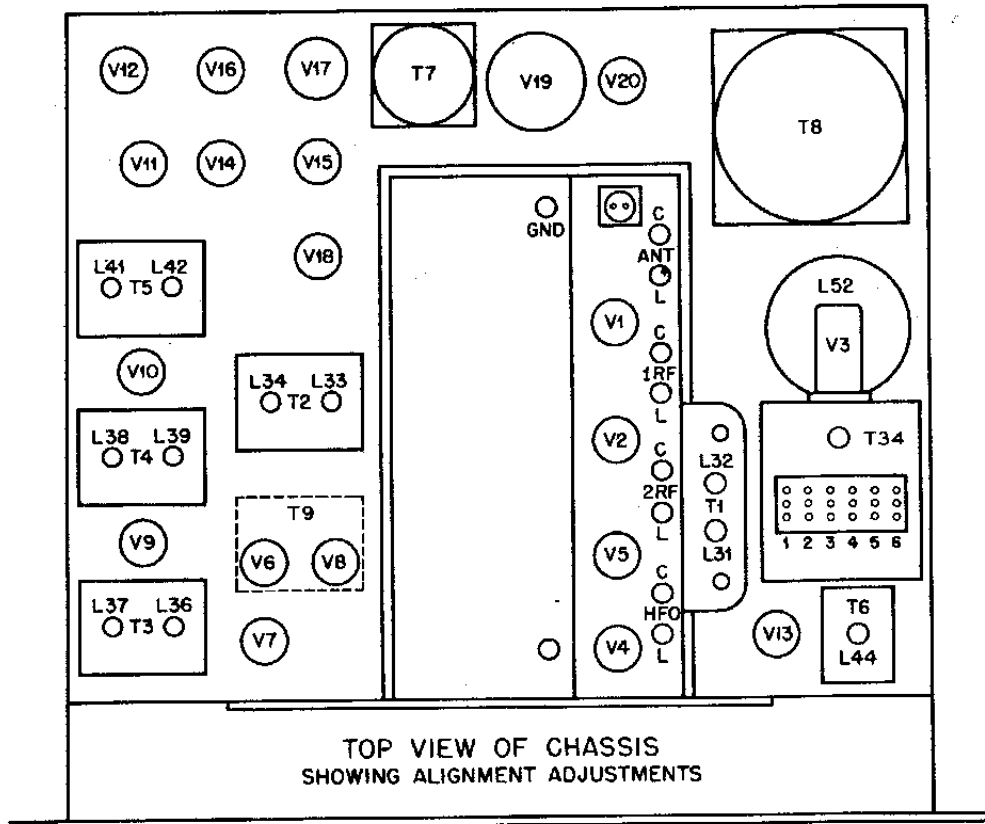 V12 V16 V17 T7 V19 V20 T8
V11 V14 V15
GND
C
ANT
L
V18
L41 L42
T5
L52
V1
C
V3
1RF
L
V10
L34 L33
T2
L38 L39
T4
V2
C
2RF
L
L32
T1
L31
T34
1 2 3 4 5 6
T9
V9
V6 V8
V5
C
HFO
L
L37 L36
T3
V7
V4
V13
T6
L44
TOP VIEW OF CHASSIS
SHOWING ALIGNMENT ADJUSTMENTS